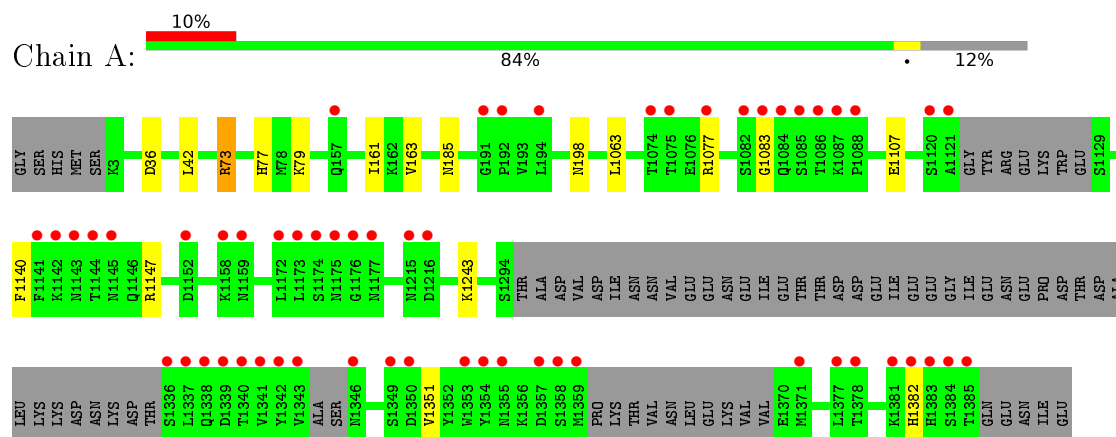 10%
Chain A:
84% • 12%
GLY SER HIS MET SER K3 D36 L42 R73 H77 M78 K79 Q157 I161 K162 V163 N185 G191 P192 V193 L194 N198 L1063 T1074 T1075 E1076 R1077 S1082 G1083 Q1084 S1085 T1086 K1087 P1088 E1107 S1120 A1121 GLY TYR ARG GLU LYS TRP GLU S1129
F1140 F1141 K1142 N1143 T1144 N1145 Q1146 R1147 D1152 K1158 N1159 L1172 L1173 S1174 N1175 G1176 N1177 N1215 D1216 K1243 S1294 THR ALA ASP VAL ASP ILE ASN ASN VAL GLU GLU ASN GLU ILE GLU THR THR ASP ASP GLU ILE GLU GLU GLY ILE GLU ASN GLU PRO ASP THR ASP ALA
LEU LYS LYS ASP ASN LYS ASP THR S1336 L1337 Q1338 D1339 T1340 V1341 Y1342 V1343 ALA SER N1346 S1349 D1350 V1351 Y1352 W1353 Y1354 N1355 K1356 D1357 S1358 M1359 PRO LYS THR VAL ASN LEU GLU LYS VAL VAL E1370 M1371 L1377 T1378 K1381 H1382 H1383 S1384 T1385 GLN GLU ASN ILE GLU